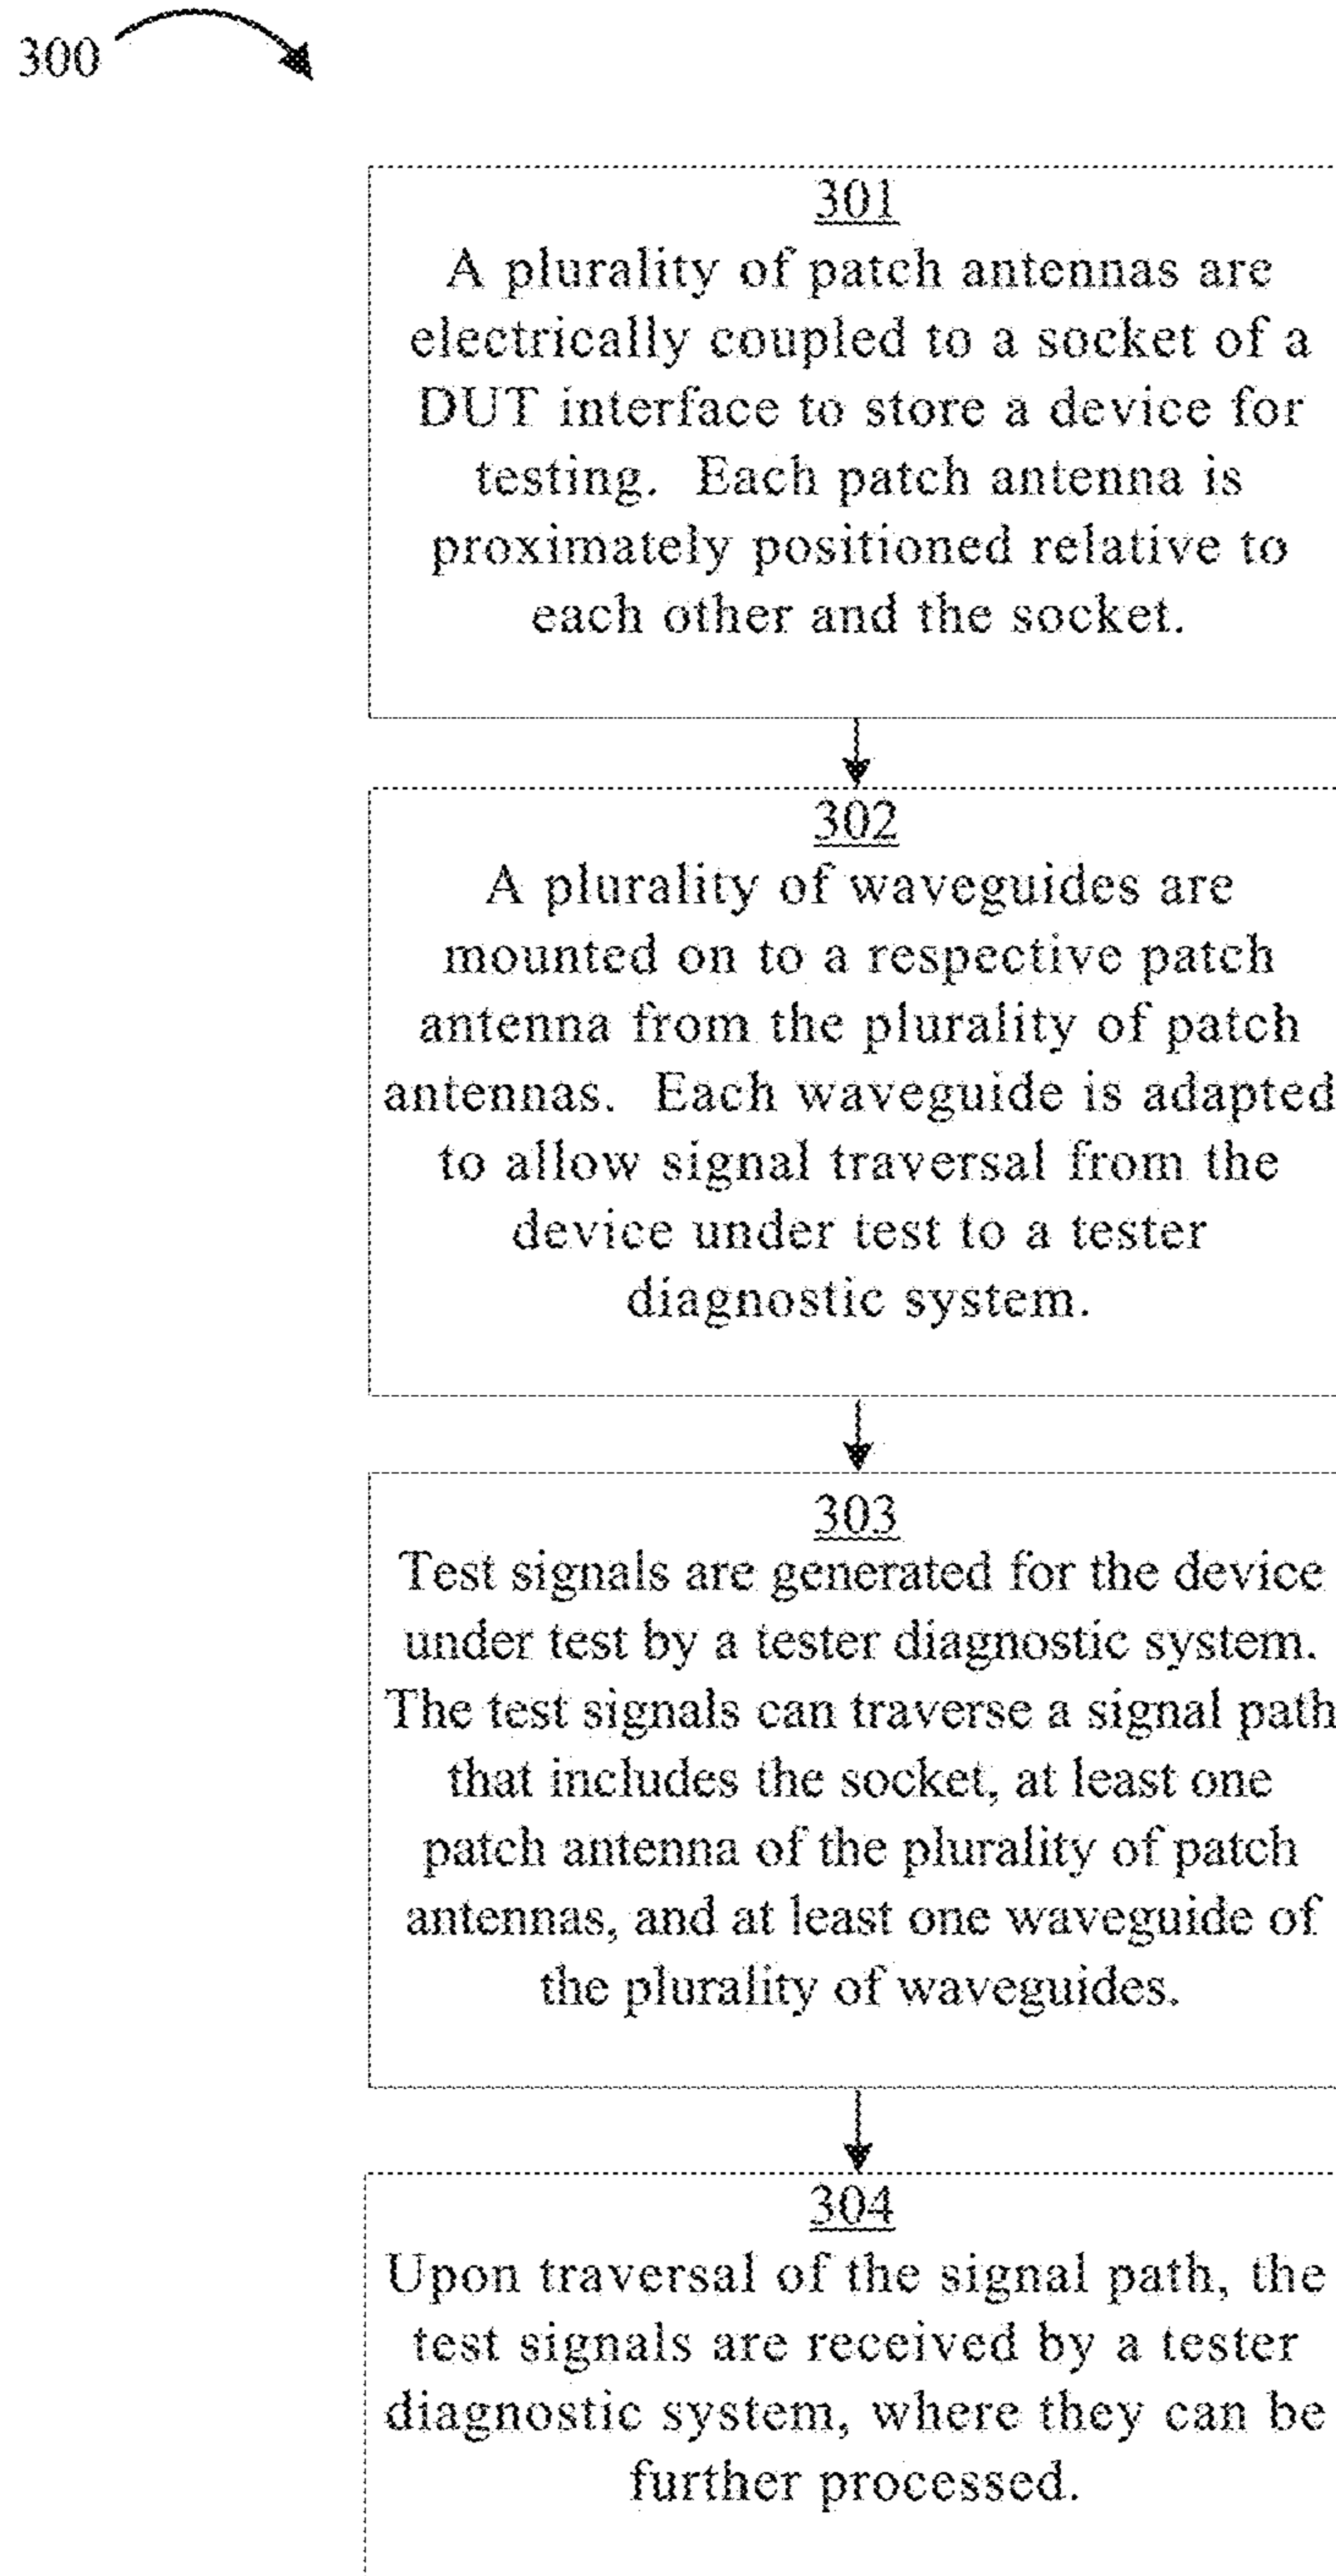 300
301
A plurality of patch antennas are
electrically coupled to a socket of a
DUT interface to store a device for
testing. Each patch antenna is
proximately positioned relative to
each other and the socket.
302
A plurality of waveguides are
mounted on to a respective patch
antenna from the plurality of patch
antennas. Each waveguide is adapted
to allow signal traversal from the
device under test to a tester
diagnostic system.
303
Test signals are generated for the device
under test by a tester diagnostic system.
The test signals can traverse a signal path
that includes the socket, at least one
patch antenna of the plurality of patch
antennas, and at least one waveguide of
the plurality of waveguides.
304
Upon traversal of the signal path, the
test signals are received by a tester
diagnostic system, where they can be
further processed.